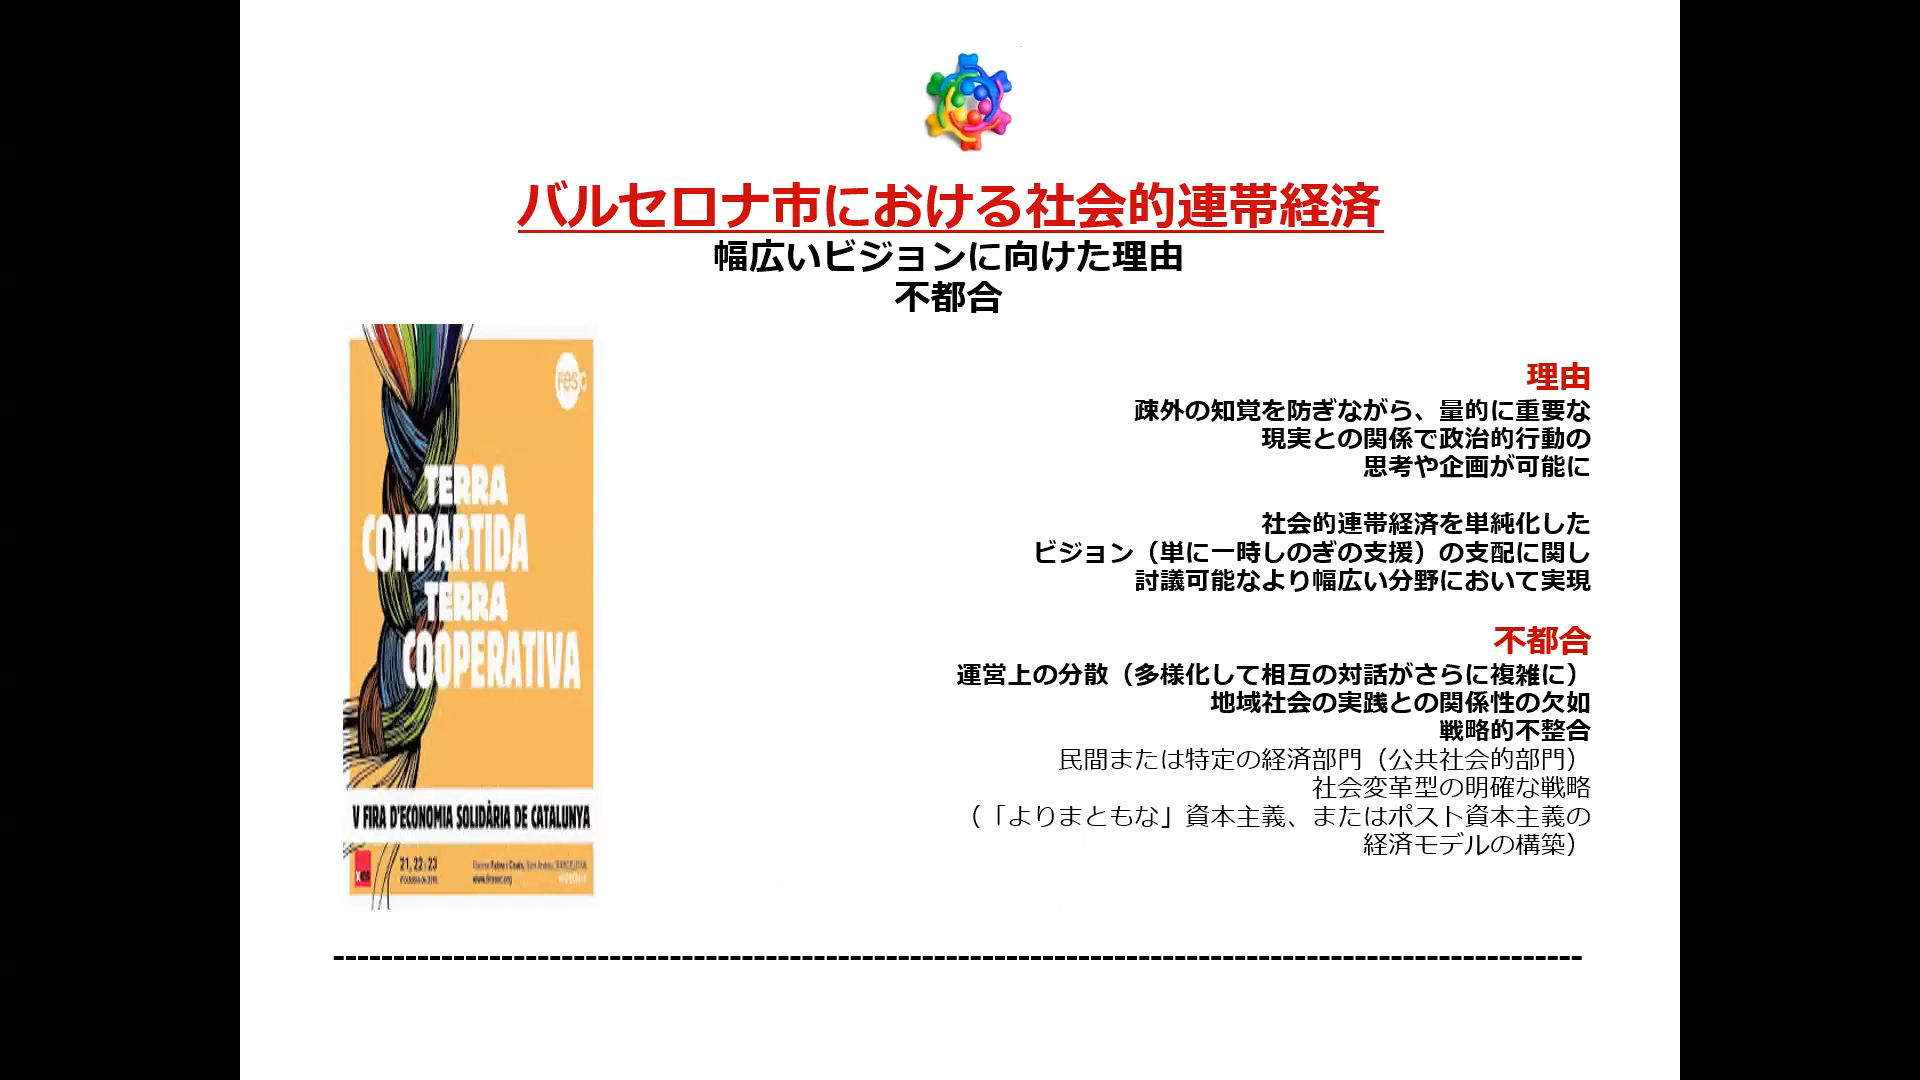 バルセロナ市における社会的連帯経済
幅広いビジョンに向けた理由
不都合
fesc
TERRA
COMPARTIDA
TERRA
COOPERATIVA
V FIRA D'ECONOMIA SOLIDÀRIA DE CATALUNYA
xes
21, 22 i 23
www.firaesc.org
理由
疎外の知覚を防ぎながら、量的に重要な
現実との関係で政治的行動の
思考や企画が可能に
社会的連帯経済を単純化した
ビジョン（単に一時しのぎの支援）の支配に関し
討議可能なより幅広い分野において実現
不都合
運営上の分散（多様化して相互の対話がさらに複雑に）
地域社会の実践との関係性の欠如
戦略的不整合
民間または特定の経済部門（公共社会的部門）
社会変革型の明確な戦略
（「よりまともな」資本主義、またはポスト資本主義の
経済モデルの構築）